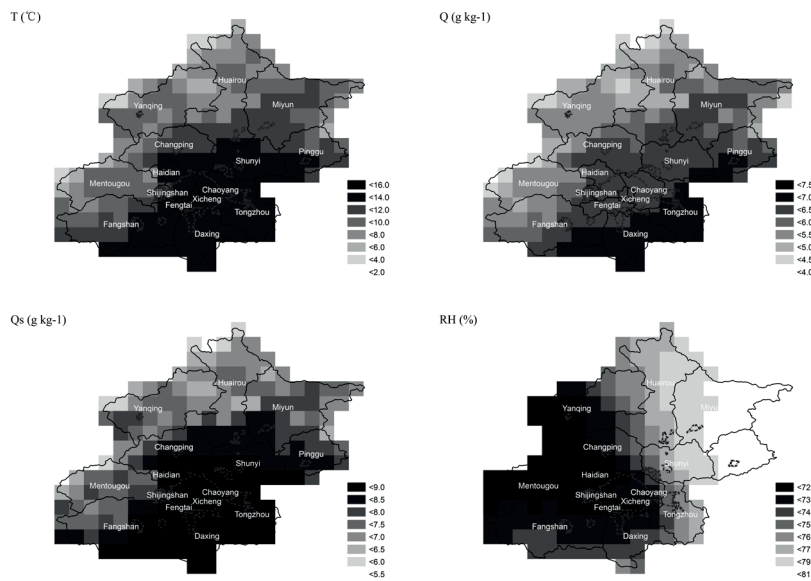 T (℃)
Huairou
Yanqing
Miyun
Changping
Shunyi
Pinggu
Haidian
Mentougou
Shijingshan
Chaoyang
Xicheng
Fengtai
Tongzhou
Fangshan
Daxing
<16.0
<14.0
<12.0
<10.0
<8.0
<6.0
<4.0
<2.0
Q (g kg-1)
Huairou
Yanqing
Miyun
Changping
Shunyi
Pinggu
Haidian
Mentougou
Shijingshan
Chaoyang
Xicheng
Fengtai
Tongzhou
Fangshan
Daxing
<7.5
<7.0
<6.5
<6.0
<5.5
<5.0
<4.5
<4.0
Qs (g kg-1)
Huairou
Yanqing
Miyun
Changping
Shunyi
Pinggu
Haidian
Mentougou
Shijingshan
Chaoyang
Xicheng
Fengtai
Tongzhou
Fangshan
Daxing
<9.0
<8.5
<8.0
<7.5
<7.0
<6.5
<6.0
<5.5
RH (%)
Huairou
Yanqing
Miyun
Changping
Shunyi
Haidian
Mentougou
Shijingshan
Chaoyang
Xicheng
Fengtai
Tongzhou
Fangshan
Daxing
<72
<73
<74
<75
<76
<77
<79
<81